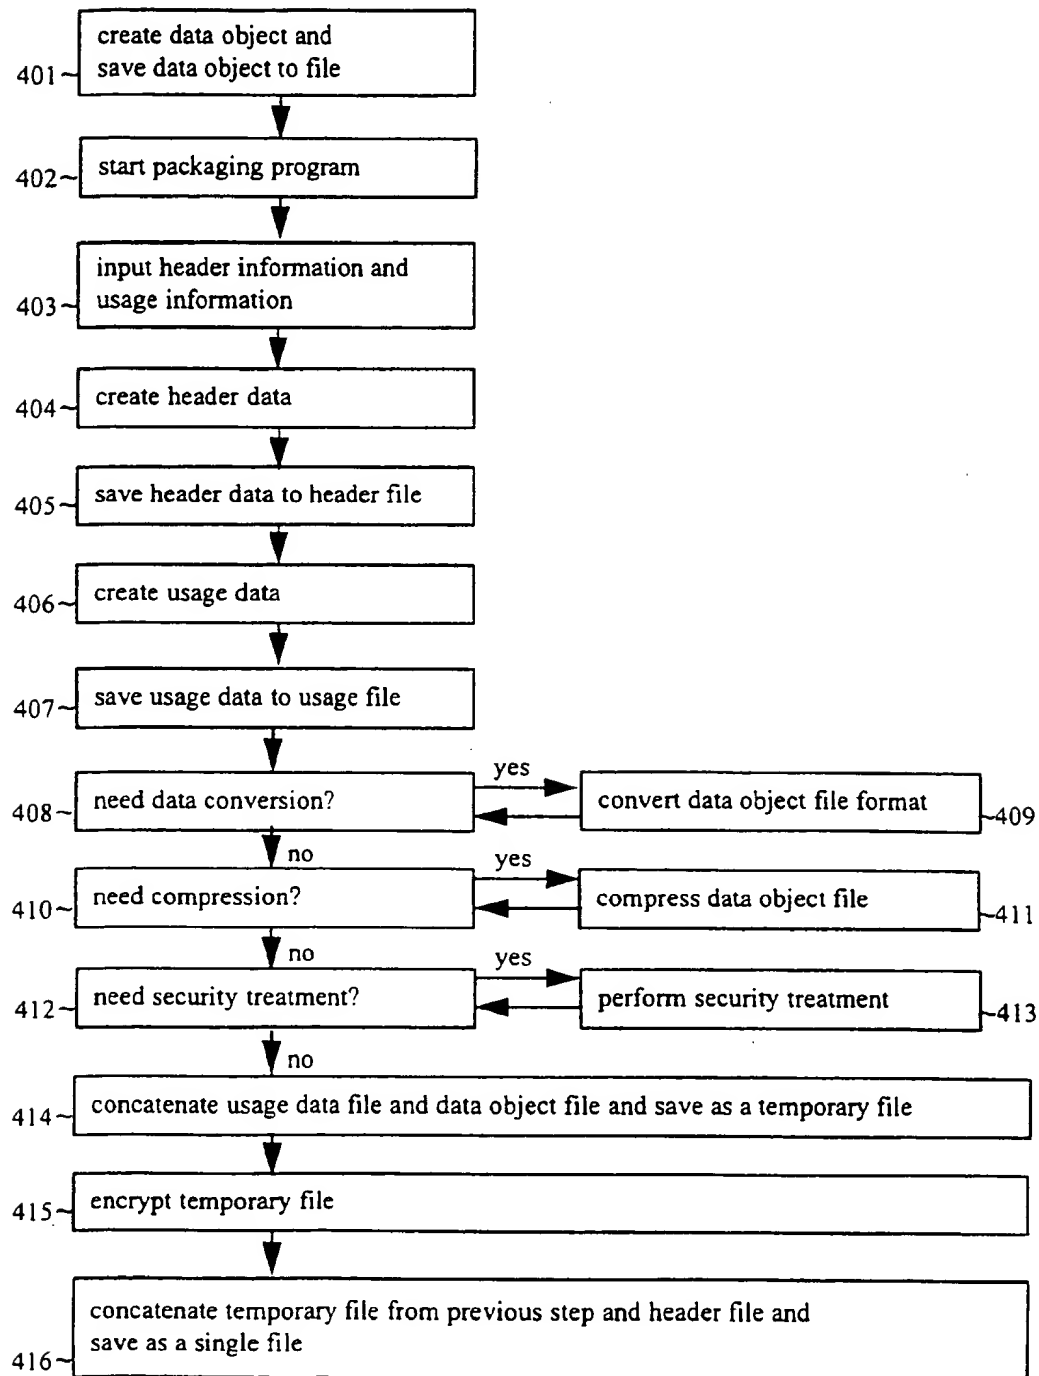 create data object and
save data object to file
401
start packaging program
402
input header information and
usage information
403
create header data
404
save header data to header file
405
create usage data
406
save usage data to usage file
407
need data conversion?
408
yes
convert data object file format
409
no
need compression?
410
yes
compress data object file
411
no
need security treatment?
412
yes
perform security treatment
413
no
concatenate usage data file and data object file and save as a temporary file
414
encrypt temporary file
415
concatenate temporary file from previous step and header file and
save as a single file
416